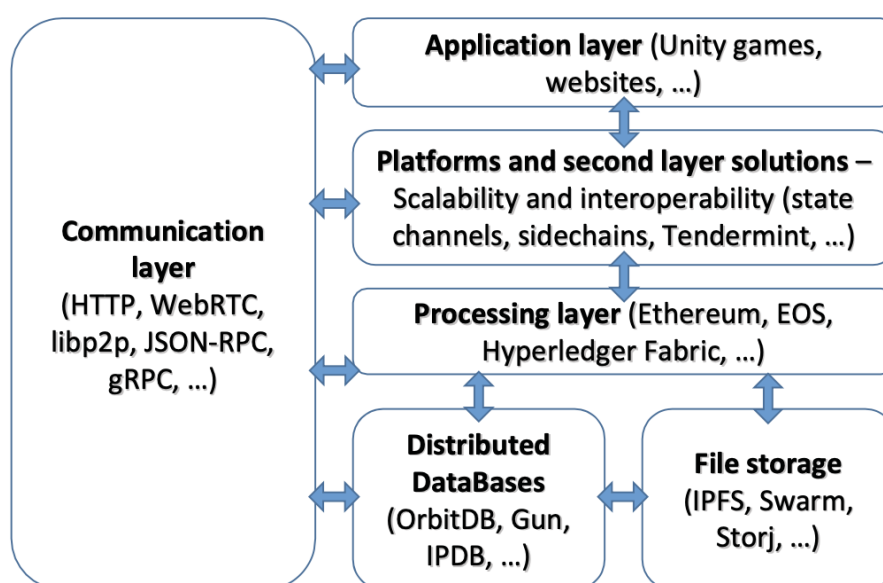 Communication
layer
(HTTP, WebRTC,
libp2p, JSON-RPC,
gRPC, ...)
Application layer (Unity games,
websites, ...)
Platforms and second layer solutions –
Scalability and interoperability (state
channels, sidechains, Tendermint, ...)
Processing layer (Ethereum, EOS,
Hyperledger Fabric, ...)
Distributed
DataBases
(OrbitDB, Gun,
IPDB, ...)
File storage
(IPFS, Swarm,
Storj, ...)